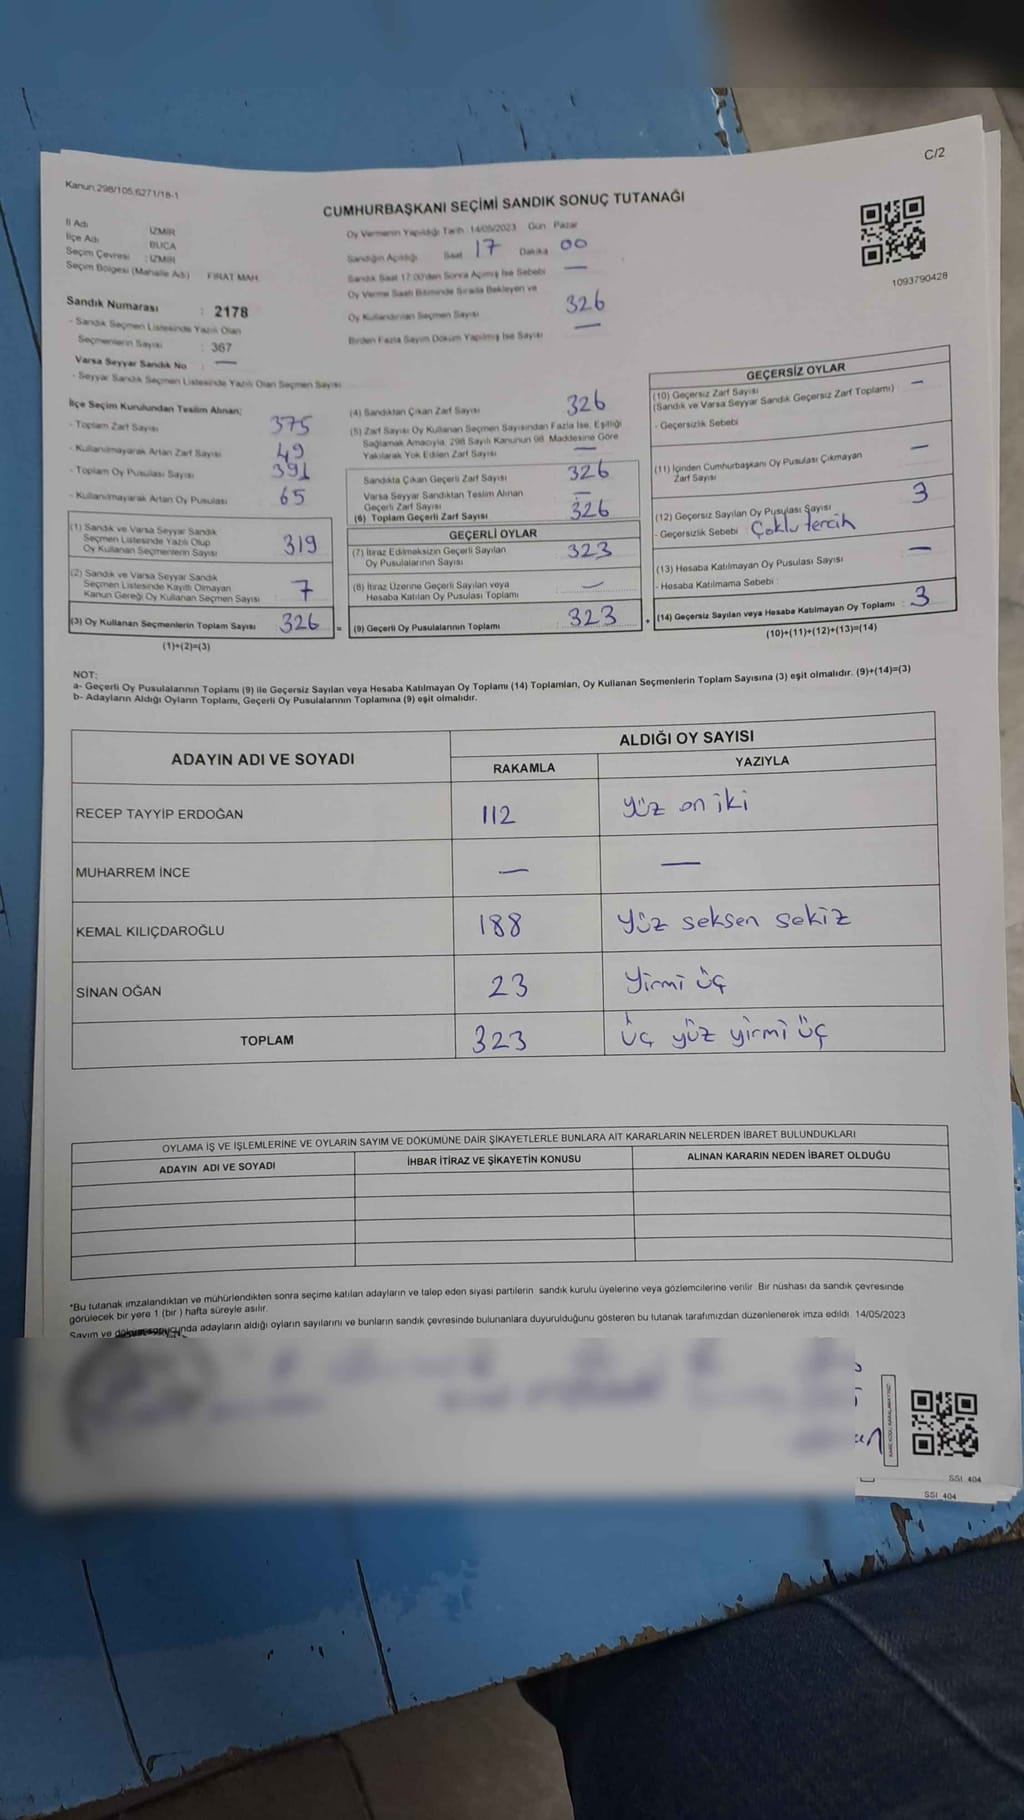 C/2
Kanun.298/105,6271/18-1
CUMHURBAŞKANI SEÇİMİ SANDIK SONUÇ TUTANAĞI
İl Adı : İZMİR
İlçe Adı : BUCA
Seçim Çevresi : İZMİR
Seçim Bölgesi (Mahalle Adı) FIRAT MAH.
Oy Vermenin Yapıldığı Tarih 14/05/2023 Gün Pazar
Sandığın Açıldığı Saat 17 Dakika 00
Sandık Saat 17:00'den Sonra Açılmış İse Sebebi —
Oy Verme Saati Bitiminde Sırada Bekleyen ve
Oy Kullandırılan Seçmen Sayısı 326
Birden Fazla Sayım Döküm Yapılmış İse Sayısı —
1093790428
Sandık Numarası : 2178
- Sandık Seçmen Listesinde Yazılı Olan
Seçmenlerin Sayısı : 367
Varsa Seyyar Sandık No : —
- Seyyar Sandık Seçmen Listesinde Yazılı Olan Seçmen Sayısı
İlçe Seçim Kurulundan Teslim Alınan;
- Toplam Zarf Sayısı 375
- Kullanılmayarak Artan Zarf Sayısı 49
- Toplam Oy Pusulası Sayısı 391
- Kullanılmayarak Artan Oy Pusulası 65
(1) Sandık ve Varsa Seyyar Sandık
Seçmen Listesinde Yazılı Olup
Oy Kullanan Seçmenlerin Sayısı 319
(2) Sandık ve Varsa Seyyar Sandık
Seçmen Listesinde Kayıtlı Olmayan
Kanun Gereği Oy Kullanan Seçmen Sayısı 7
(3) Oy Kullanan Seçmenlerin Toplam Sayısı 326 =
(1)+(2)=(3)
(4) Sandıktan Çıkan Zarf Sayısı 326
(5) Zarf Sayısı Oy Kullanan Seçmen Sayısından Fazla İse, Eşitliği
Sağlamak Amacıyla, 298 Sayılı Kanunun 98. Maddesine Göre
Yakılarak Yok Edilen Zarf Sayısı —
Sandıkta Çıkan Geçerli Zarf Sayısı 326
Varsa Seyyar Sandıktan Teslim Alınan
Geçerli Zarf Sayısı —
(6) Toplam Geçerli Zarf Sayısı 326
GEÇERLİ OYLAR
(7) İtiraz Edilmeksizin Geçerli Sayılan
Oy Pusulalarının Sayısı 323
(8) İtiraz Üzerine Geçerli Sayılan veya
Hesaba Katılan Oy Pusulası Toplamı —
(9) Geçerli Oy Pusulalarının Toplamı : 323 +
GEÇERSİZ OYLAR
(10) Geçersiz Zarf Sayısı —
(Sandık ve Varsa Seyyar Sandık Geçersiz Zarf Toplamı)
- Geçersizlik Sebebi
(11) İçinden Cumhurbaşkanı Oy Pusulası Çıkmayan
Zarf Sayısı —
(12) Geçersiz Sayılan Oy Pusulası Sayısı 3
- Geçersizlik Sebebi : Çoklu tercih
(13) Hesaba Katılmayan Oy Pusulası Sayısı —
- Hesaba Katılmama Sebebi :
(14) Geçersiz Sayılan veya Hesaba Katılmayan Oy Toplamı : 3
(10)+(11)+(12)+(13)=(14)
NOT:
a- Geçerli Oy Pusulalarının Toplamı (9) ile Geçersiz Sayılan veya Hesaba Katılmayan Oy Toplamı (14) Toplamları, Oy Kullanan Seçmenlerin Toplam Sayısına (3) eşit olmalıdır. (9)+(14)=(3)
b- Adayların Aldığı Oyların Toplamı, Geçerli Oy Pusulalarının Toplamına (9) eşit olmalıdır.
ADAYIN ADI VE SOYADI
ALDIĞI OY SAYISI
RAKAMLA YAZIYLA
RECEP TAYYİP ERDOĞAN 112 Yüz on iki
MUHARREM İNCE — —
KEMAL KILIÇDAROĞLU 188 Yüz seksen sekiz
SİNAN OĞAN 23 Yirmi üç
TOPLAM 323 Üç yüz yirmi üç
OYLAMA İŞ VE İŞLEMLERİNE VE OYLARIN SAYIM VE DÖKÜMÜNE DAİR ŞİKAYETLERLE BUNLARA AİT KARARLARIN NELERDEN İBARET BULUNDUKLARI
ADAYIN ADI VE SOYADI İHBAR İTİRAZ VE ŞİKAYETİN KONUSU ALINAN KARARIN NEDEN İBARET OLDUĞU
*Bu tutanak imzalandıktan ve mühürlendikten sonra seçime katılan adayların ve talep eden siyasi partilerin sandık kurulu üyelerine veya gözlemcilerine verilir. Bir nüshası da sandık çevresinde
görülecek bir yere 1 (bir ) hafta süreyle asılır.
Sayım ve döküm sonucunda adayların aldığı oyların sayılarını ve bunların sandık çevresinde bulunanlara duyurulduğunu gösteren bu tutanak tarafımızdan düzenlenerek imza edildi. 14/05/2023
SSI_404
SSI_404